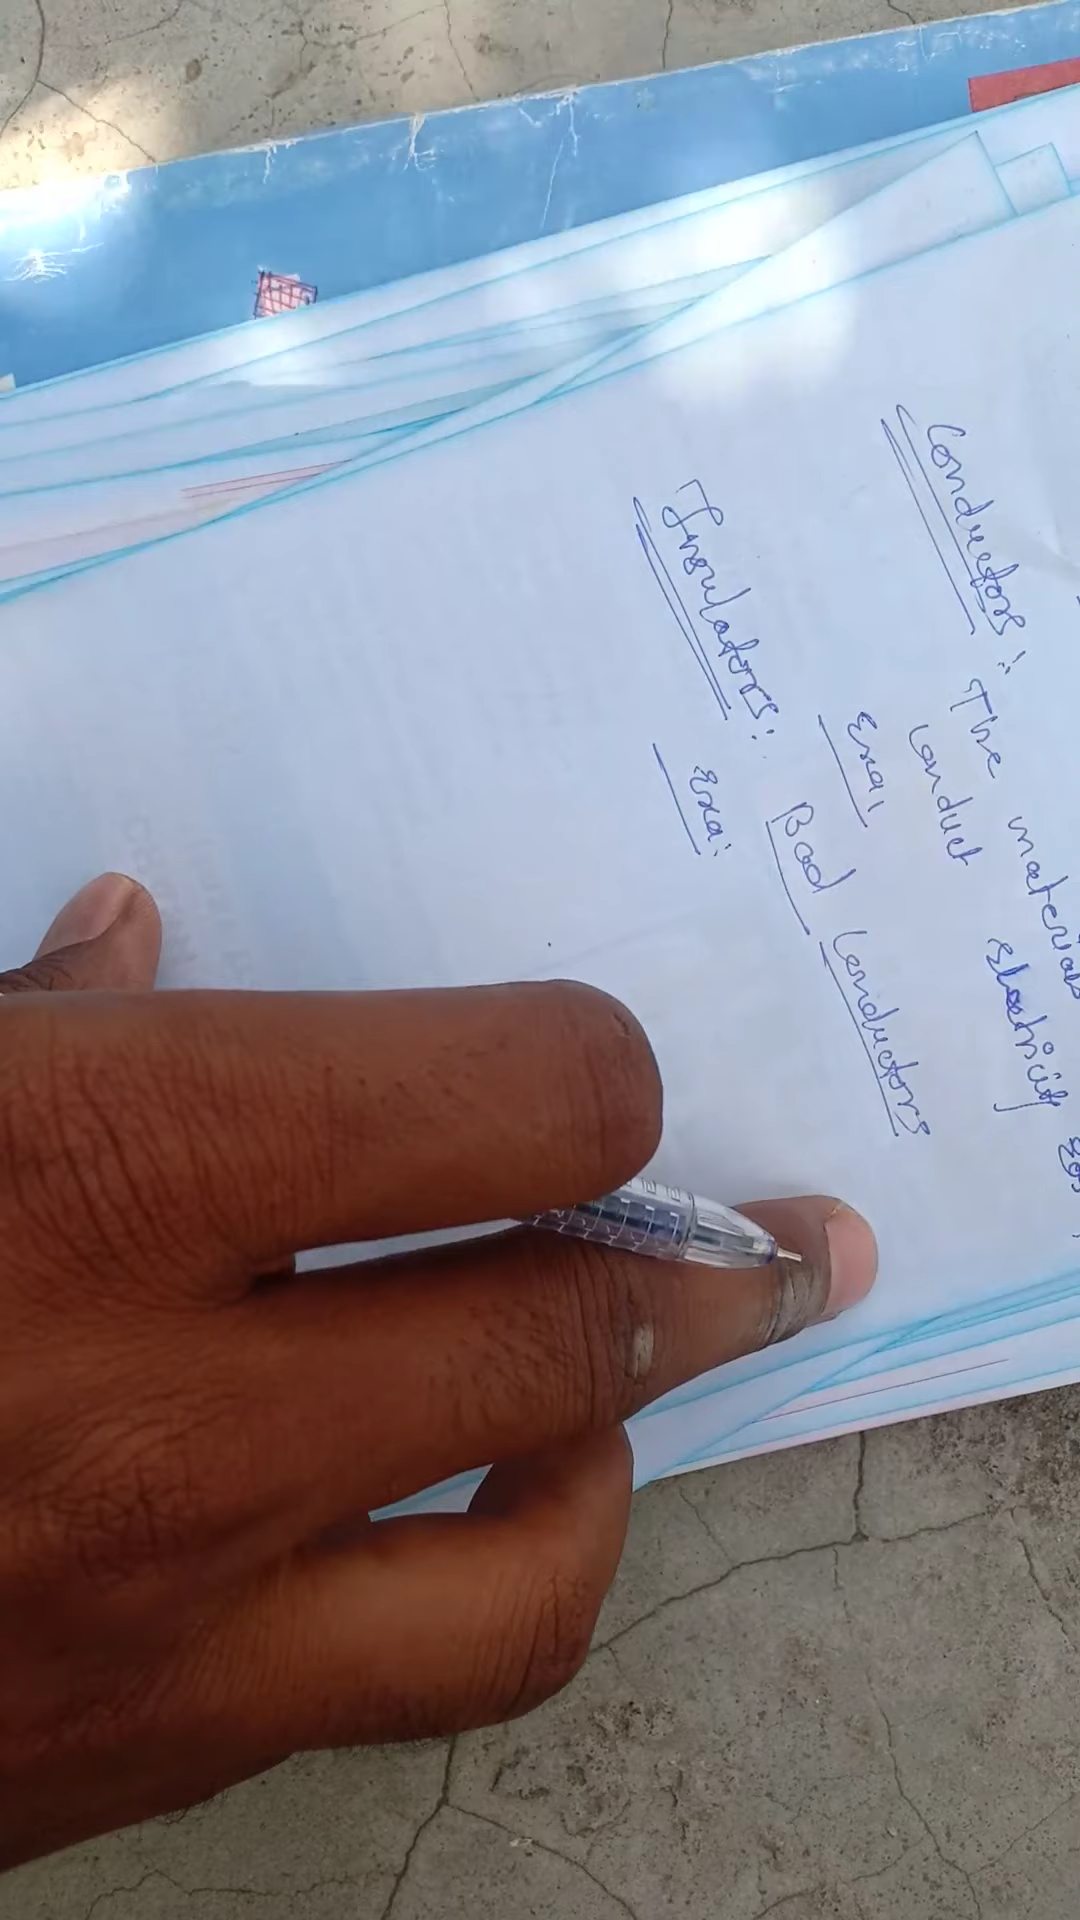 Conductors : The materials
conduct electricity
Exa:
Insulators: Bad Conductors
Exa: